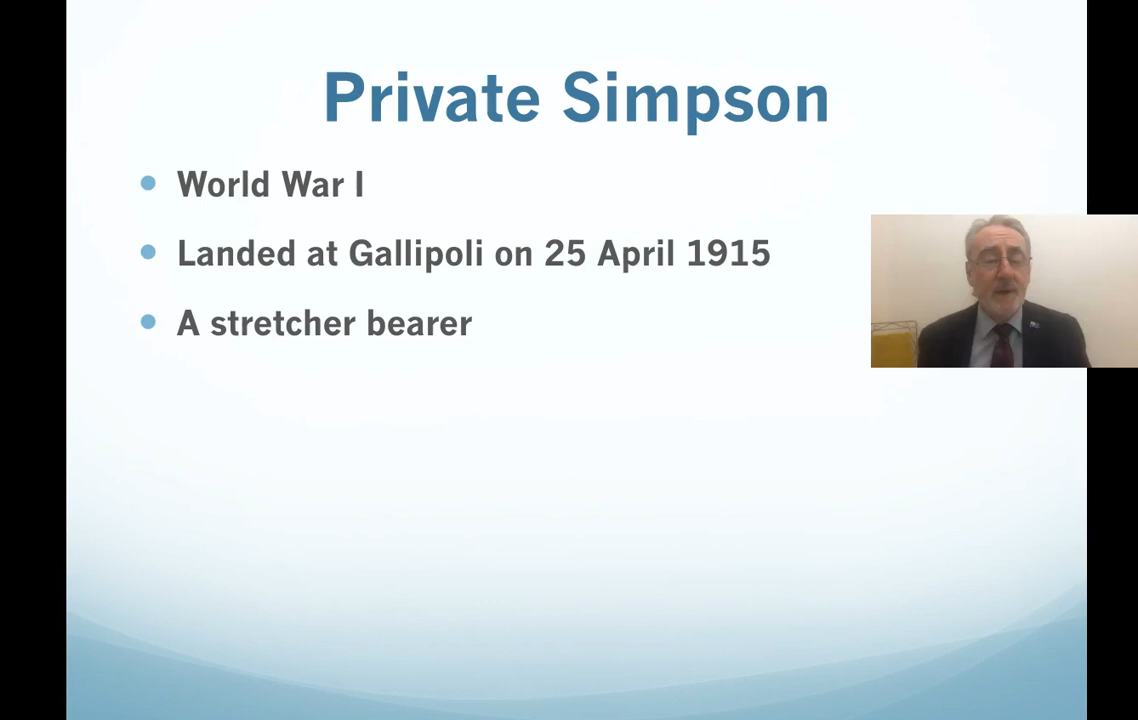 Private Simpson
World War I
Landed at Gallipoli on 25 April 1915
A stretcher bearer